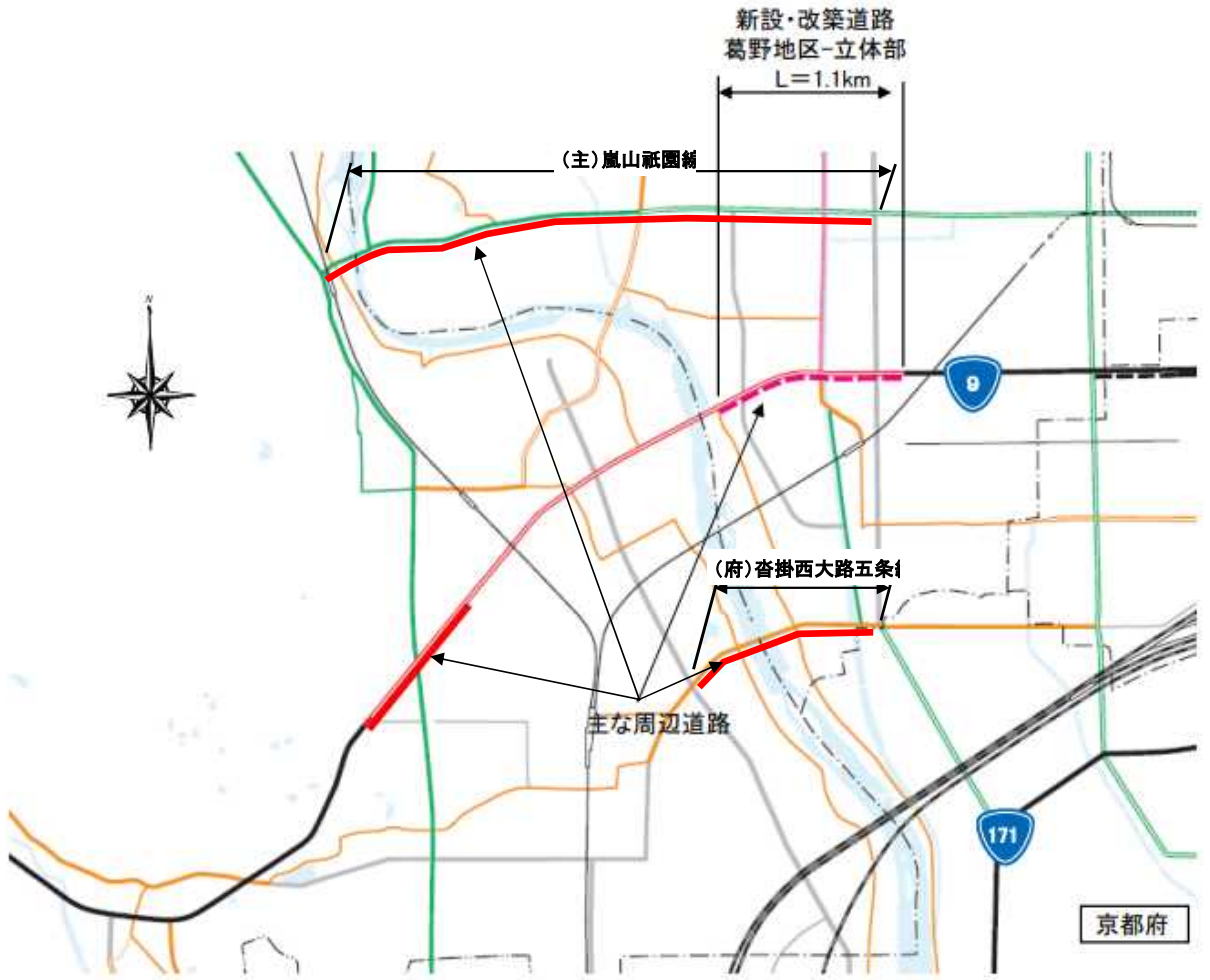 新設・改築道路
葛野地区-立体部
L=1.1km
(主)嵐山祇園線
N
9
(府)沓掛西大路五条
主な周辺道路
171
京都府